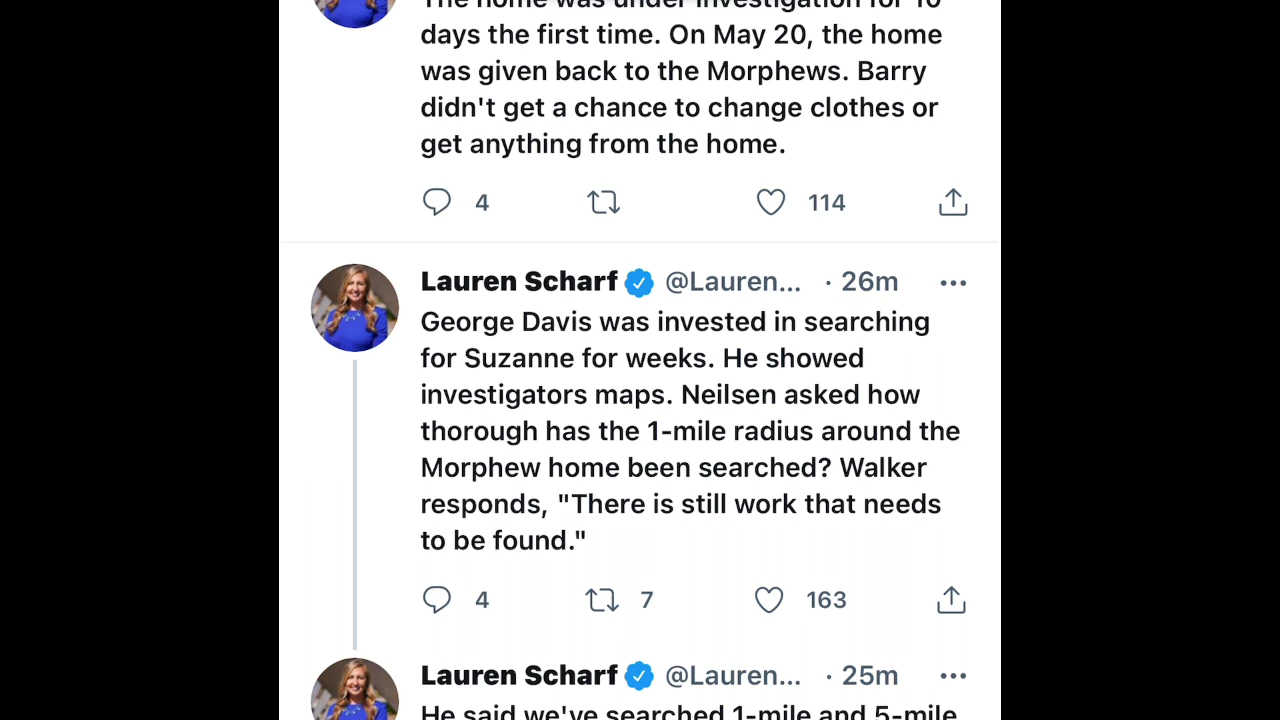 The home was under investigation for 10
days the first time. On May 20, the home
was given back to the Morphews. Barry
didn't get a chance to change clothes or
get anything from the home.
4 114
Lauren Scharf @Lauren... · 26m
George Davis was invested in searching
for Suzanne for weeks. He showed
investigators maps. Neilsen asked how
thorough has the 1-mile radius around the
Morphew home been searched? Walker
responds, "There is still work that needs
to be found."
4 7 163
Lauren Scharf @Lauren... · 25m
He said we've searched 1-mile and 5-mile